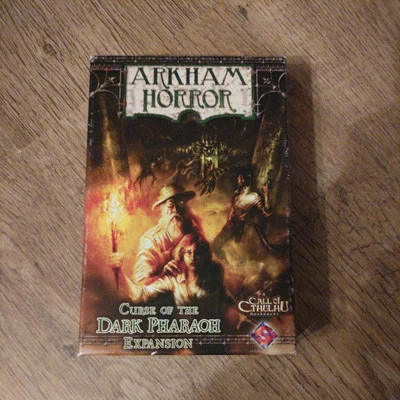 ARKHAM
HORROR
CURSE OF THE
DARK PHARAOH
EXPANSION
CALL OF
CTHULHU